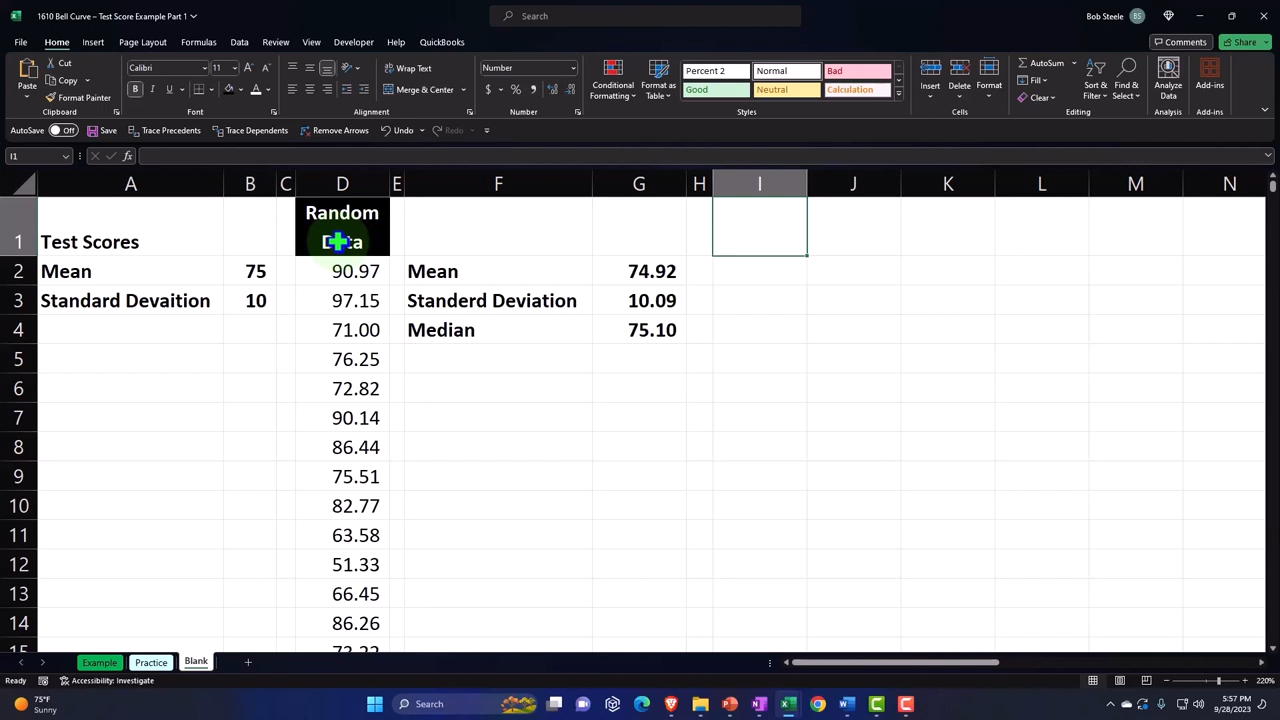 1610 Bell Curve – Test Score Example Part 1
Search
Bob Steele
BS
File Home Insert Page Layout Formulas Data Review View Developer Help QuickBooks
Comments
Share
Paste
Cut
Copy
Format Painter
Calibri
11
Wrap Text
Merge & Center
Number
Conditional Formatting
Format as Table
Percent 2
Normal
Bad
Good
Neutral
Calculation
Insert
Delete
Format
AutoSum
Fill
Clear
Sort & Filter
Find & Select
Analyze Data
Add-ins
Clipboard Font Alignment Number Styles Cells Editing Analysis Add-ins
AutoSave Off Save Trace Precedents Trace Dependents Remove Arrows Undo Redo
I1
fx
A B C D E F G H I J K L M N
Random
1 Test Scores
2 Mean 75 90.97 Mean 74.92
3 Standard Devaition 10 97.15 Standerd Deviation 10.09
4 71.00 Median 75.10
5 76.25
6 72.82
7 90.14
8 86.44
9 75.51
10 82.77
11 63.58
12 51.33
13 66.45
14 86.26
Example Practice Blank
Ready Accessibility: Investigate
220%
75°F
Sunny
Search
5:57 PM
9/28/2023